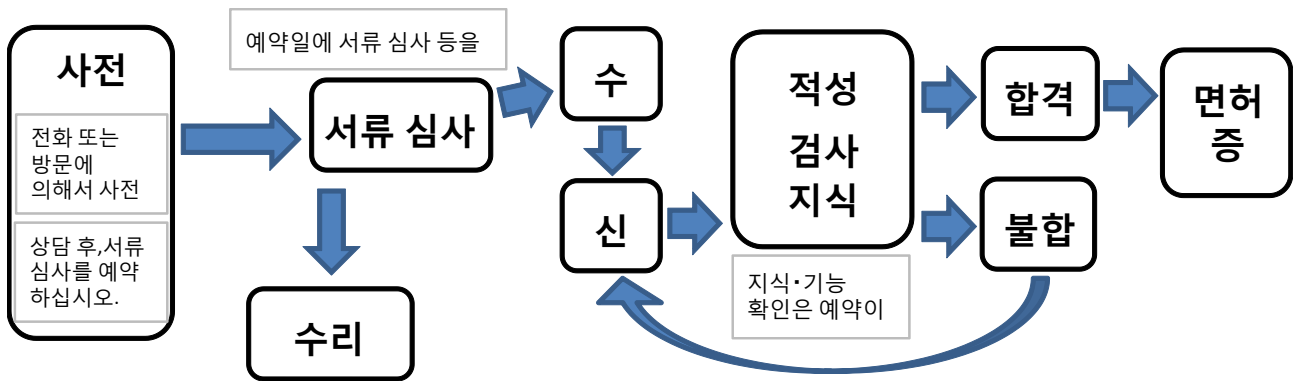 사전
전화 또는
방문에
의해서 사전
상담 후,서류
심사를 예약
하십시오.
예약일에 서류 심사 등을
서류 심사
수리
수
신
적성
검사
지식
지식・기능
확인은 예약이
합격
불합
면허
증